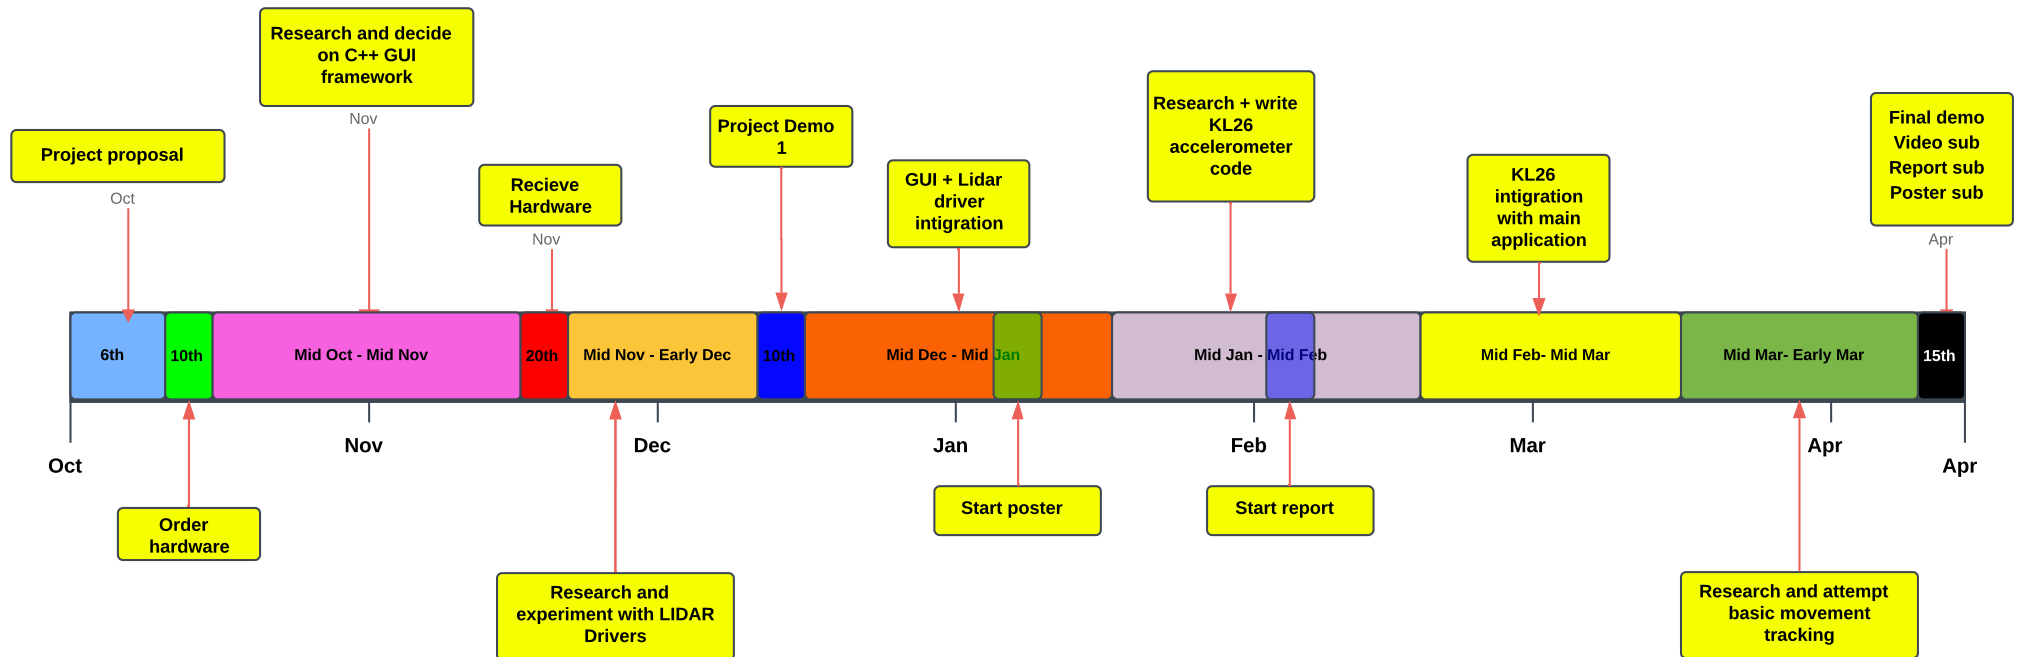 Research and decide
on C++ GUI
framework
Nov
Project proposal
Oct
Recieve
Hardware
Nov
Project Demo
1
GUI + Lidar
driver
intigration
Research + write
KL26
accelerometer
code
KL26
intigration
with main
application
Final demo
Video sub
Report sub
Poster sub
Apr
6th
10th
Mid Oct - Mid Nov
20th
Mid Nov - Early Dec
10th
Mid Dec - Mid Jan
Mid Jan - Mid Feb
Mid Feb- Mid Mar
Mid Mar- Early Mar
15th
Oct
Nov
Dec
Jan
Feb
Mar
Apr
Apr
Order
hardware
Research and
experiment with LIDAR
Drivers
Start poster
Start report
Research and attempt
basic movement
tracking